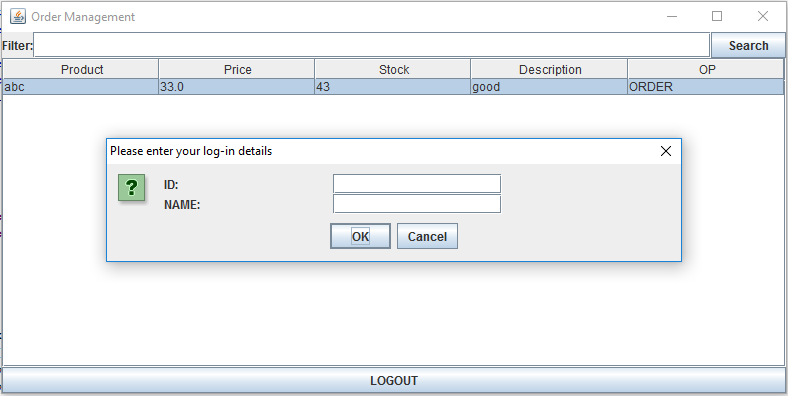 Order Management
Filter: Search
Product Price Stock Description OP
abc 33.0 43 good ORDER
Please enter your log-in details
?
ID:
NAME:
OK Cancel
LOGOUT